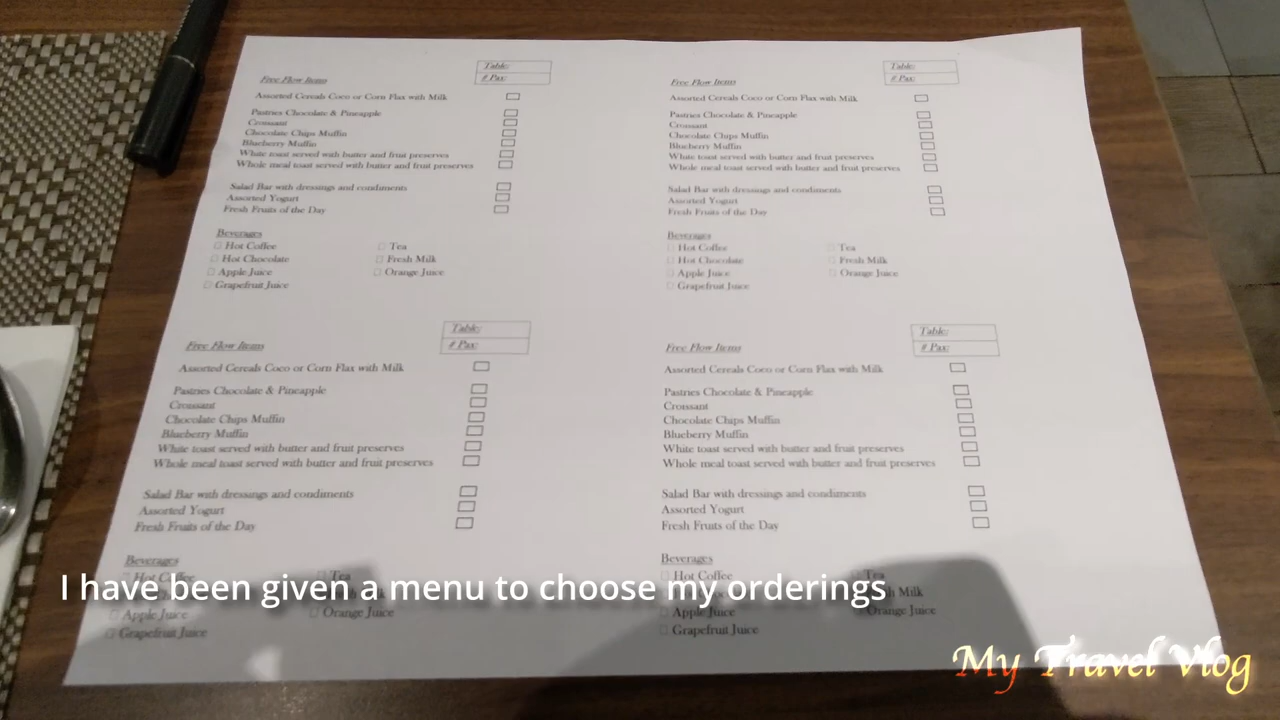 Table:
# Pax:
Free Flow Items
Assorted Cereals Coco or Corn Flax with Milk
Pastries Chocolate & Pineapple
Croissant
Chocolate Chips Muffin
Blueberry Muffin
White toast served with butter and fruit preserves
Whole meal toast served with butter and fruit preserves
Salad Bar with dressings and condiments
Assorted Yogurt
Fresh Fruits of the Day
Beverages
Hot Coffee Tea
Hot Chocolate Fresh Milk
Apple Juice Orange Juice
Grapefruit Juice
Table:
# Pax:
Free Flow Items
Assorted Cereals Coco or Corn Flax with Milk
Pastries Chocolate & Pineapple
Croissant
Chocolate Chips Muffin
Blueberry Muffin
White toast served with butter and fruit preserves
Whole meal toast served with butter and fruit preserves
Salad Bar with dressings and condiments
Assorted Yogurt
Fresh Fruits of the Day
Beverages
Hot Coffee Tea
Hot Chocolate Fresh Milk
Apple Juice Orange Juice
Grapefruit Juice
Table:
# Pax:
Free Flow Items
Assorted Cereals Coco or Corn Flax with Milk
Pastries Chocolate & Pineapple
Croissant
Chocolate Chips Muffin
Blueberry Muffin
White toast served with butter and fruit preserves
Whole meal toast served with butter and fruit preserves
Salad Bar with dressings and condiments
Assorted Yogurt
Fresh Fruits of the Day
Beverages
Hot Coffee Tea
Milk
Apple Juice Orange Juice
Grapefruit Juice
Table:
# Pax:
Free Flow Items
Assorted Cereals Coco or Corn Flax with Milk
Pastries Chocolate & Pineapple
Croissant
Chocolate Chips Muffin
Blueberry Muffin
White toast served with butter and fruit preserves
Whole meal toast served with butter and fruit preserves
Salad Bar with dressings and condiments
Assorted Yogurt
Fresh Fruits of the Day
Beverages
Hot Coffee Tea
Milk
Apple Juice Orange Juice
Grapefruit Juice
I have been given a menu to choose my orderings
My Travel Vlog